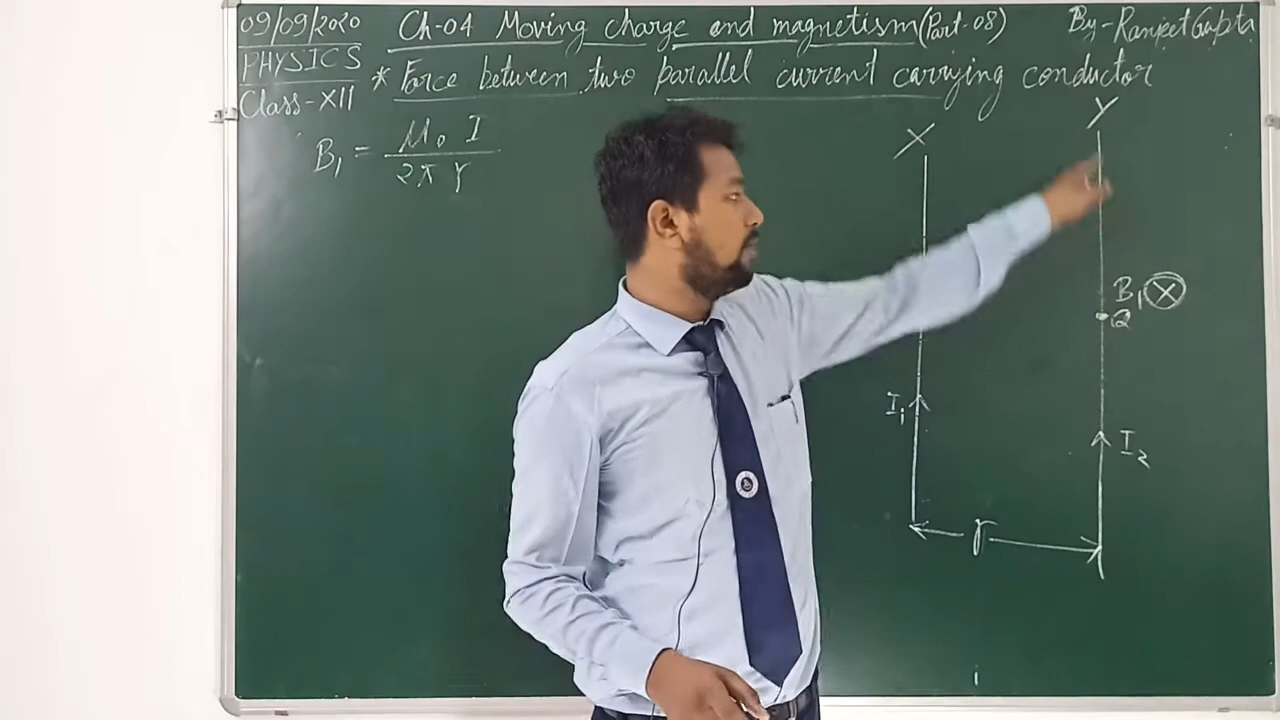 09/09/2020 Ch-04 Moving charge and magnetism (Part-08) By-Ranjeet Gupta
PHYSICS
Class-XII * Force between two parallel current carrying conductor
B₁ = μ₀ I / 2π r
X Y
B₁ ⊗
Q
I₁
I₂
r